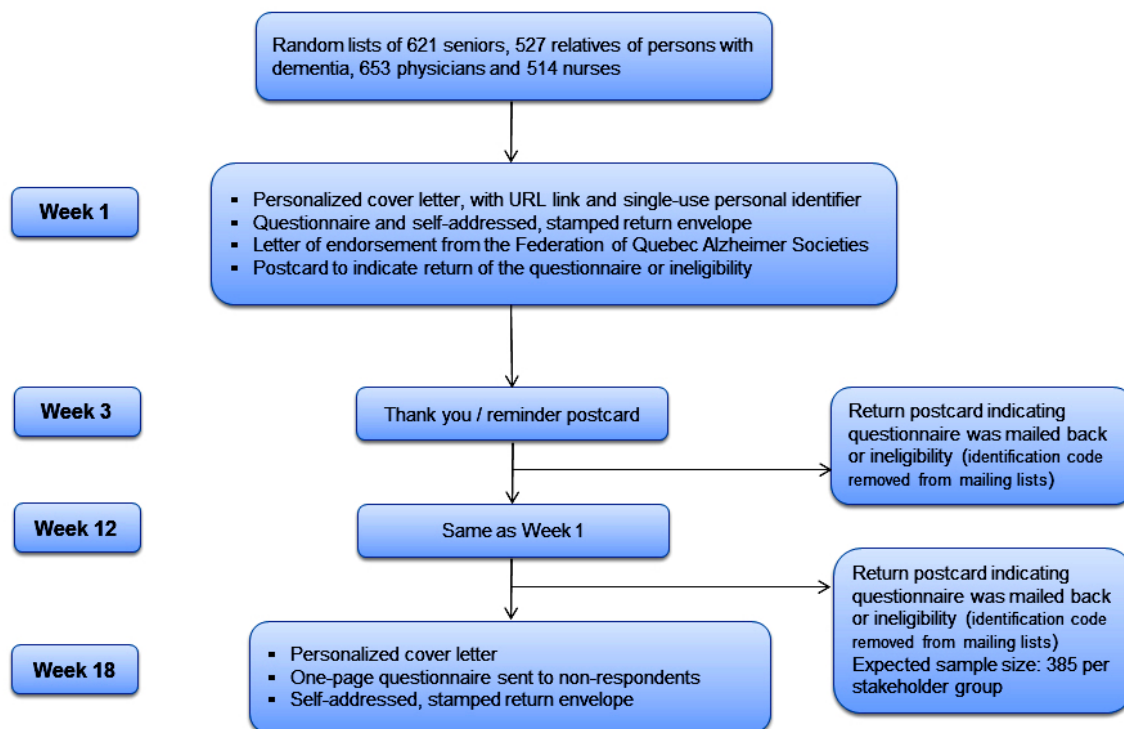 Random lists of 621 seniors, 527 relatives of persons with
dementia, 653 physicians and 514 nurses
Week 1
▪ Personalized cover letter, with URL link and single-use personal identifier
▪ Questionnaire and self-addressed, stamped return envelope
▪ Letter of endorsement from the Federation of Quebec Alzheimer Societies
▪ Postcard to indicate return of the questionnaire or ineligibility
Week 3
Thank you / reminder postcard
Return postcard indicating
questionnaire was mailed back
or ineligibility (identification code
removed from mailing lists)
Week 12
Same as Week 1
Return postcard indicating
questionnaire was mailed back
or ineligibility (identification code
removed from mailing lists)
Expected sample size: 385 per
stakeholder group
Week 18
▪ Personalized cover letter
▪ One-page questionnaire sent to non-respondents
▪ Self-addressed, stamped return envelope